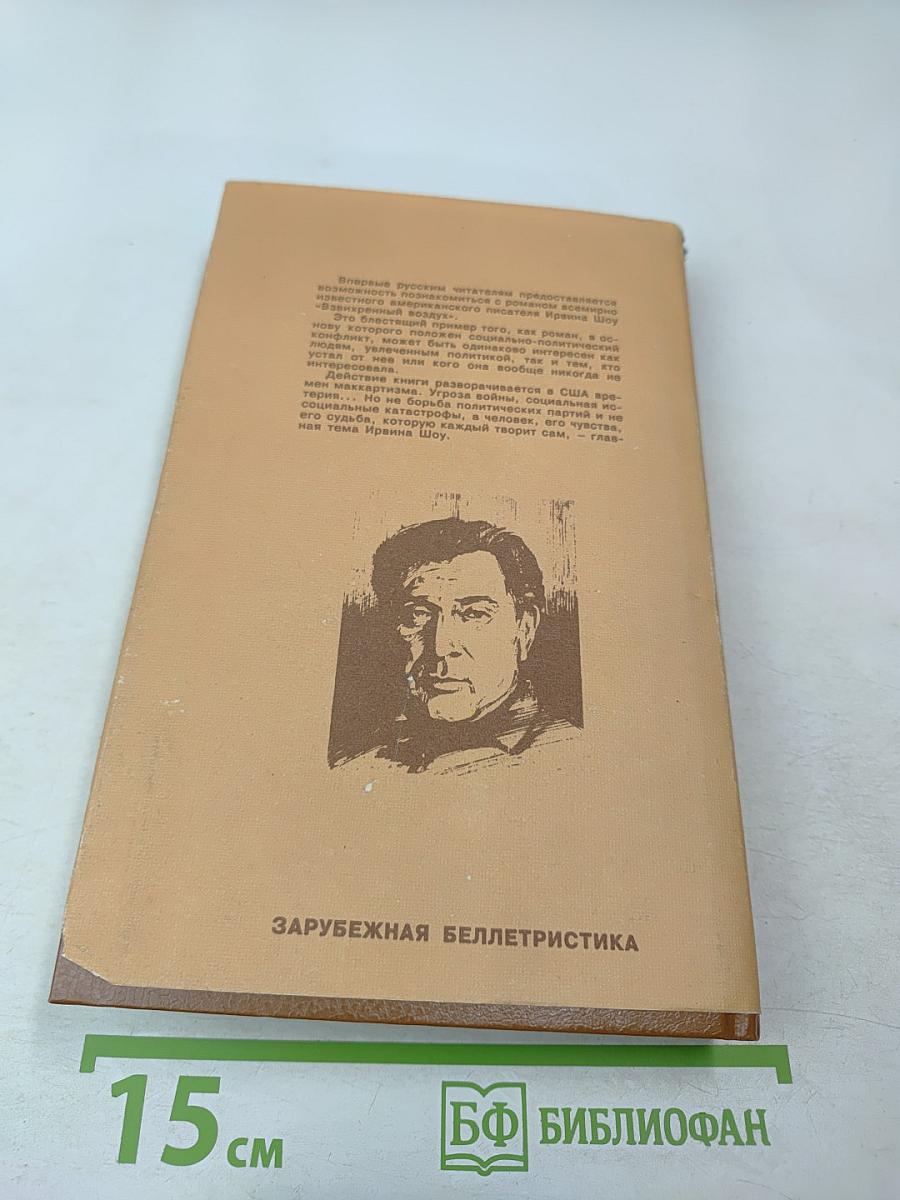 Впервые русским читателям предоставляется
возможность познакомиться с романом всемирно
известного американского писателя Ирвина Шоу
«Взвихренный воздух».
Это блестящий пример того, как роман, в ос-
нову которого положен социально-политический
конфликт, может быть одинаково интересен как
людям, увлеченным политикой, так и тем, кто
устал от нее или кого она вообще никогда не
интересовала.
Действие книги разворачивается в США вре-
мен маккартизма. Угроза войны, социальная ис-
терия... Но не борьба политических партий и не
социальные катастрофы, а человек, его чувства,
его судьба, которую каждый творит сам, – глав-
ная тема Ирвина Шоу.
ЗАРУБЕЖНАЯ БЕЛЛЕТРИСТИКА
15 см
БФ БИБЛИОФАН